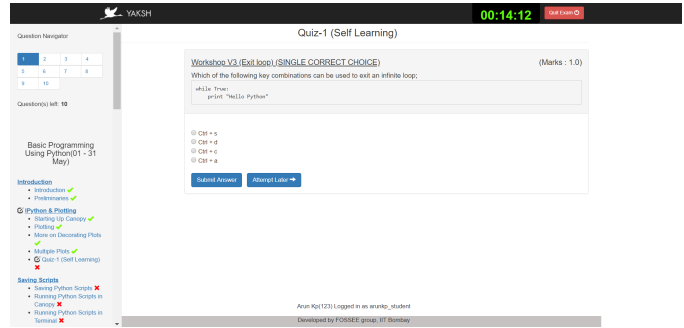 YAKSH
00:14:12
Quit Exam
Question Navigator
1 2 3 4
5 6 7 8
9 10
Question(s) left: 10
Basic Programming
Using Python(01 - 31
May)
Introduction
Introduction
Preliminaries
iPython & Plotting
Starting Up Canopy
Plotting
More on Decorating Plots
Multiple Plots
Quiz-1 (Self Learning)
Saving Scripts
Saving Python Scripts
Running Python Scripts in
Canopy
Running Python Scripts in
Terminal
Quiz-1 (Self Learning)
Workshop V3 (Exit loop) (SINGLE CORRECT CHOICE)
(Marks : 1.0)
Which of the following key combinations can be used to exit an infinite loop;
while True:
print "Hello Python"
Ctrl + s
Ctrl + d
Ctrl + c
Ctrl + a
Submit Answer
Attempt Later
Arun Kp(123) Logged in as arunkp_student
Developed by FOSSEE group, IIT Bombay